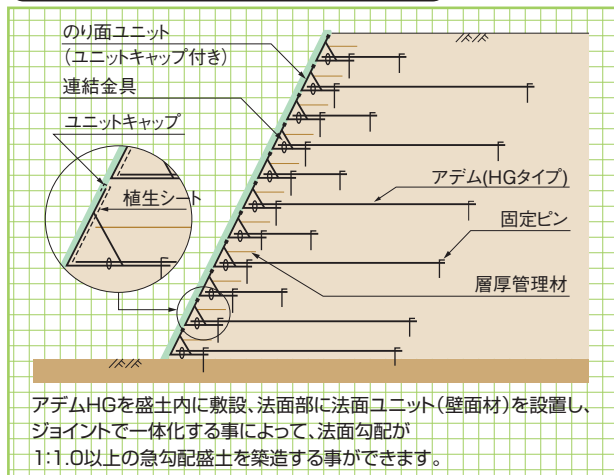 のり面ユニット
(ユニットキャップ付き)
連結金具
ユニットキャップ
植生シート
アデム(HGタイプ)
固定ピン
層厚管理材
アデムHGを盛土内に敷設、法面部に法面ユニット(壁面材)を設置し、
ジョイントで一体化する事によって、法面勾配が
1:1.0以上の急勾配盛土を築造する事ができます。